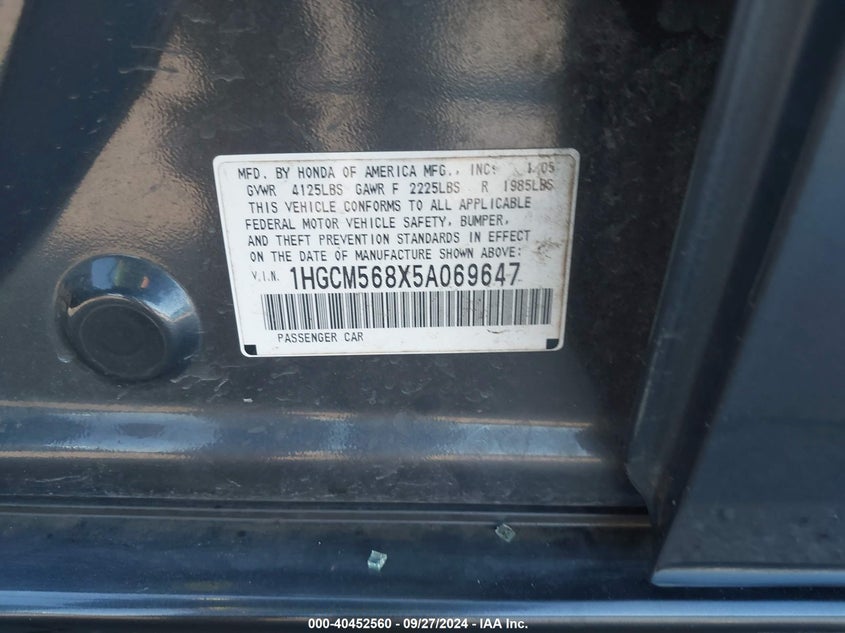 MFD. BY HONDA OF AMERICA MFG., INC. 1/05
GVWR 4125LBS GAWR F 2225LBS R 1985LBS
THIS VEHICLE CONFORMS TO ALL APPLICABLE
FEDERAL MOTOR VEHICLE SAFETY, BUMPER,
AND THEFT PREVENTION STANDARDS IN EFFECT
ON THE DATE OF MANUFACTURE SHOWN ABOVE:
V.I.N. 1HGCM568X5A069647
PASSENGER CAR
000-40452560 - 09/27/2024 - IAA Inc.